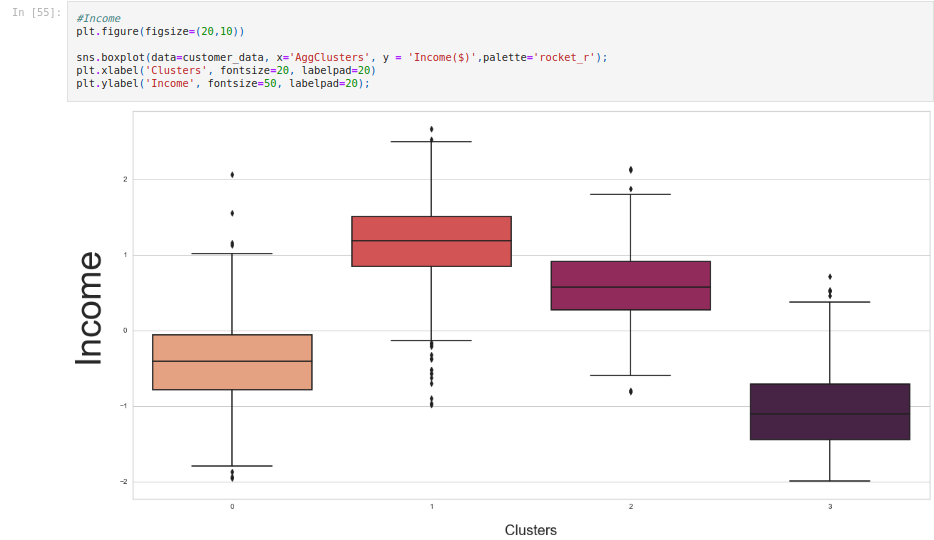 In [55]:
#Income
plt.figure(figsize=(20,10))
sns.boxplot(data=customer_data, x='AggClusters', y = 'Income($)',palette='rocket_r');
plt.xlabel('Clusters', fontsize=20, labelpad=20)
plt.ylabel('Income', fontsize=50, labelpad=20);
Income
2
1
0
−1
−2
0 1 2 3
Clusters